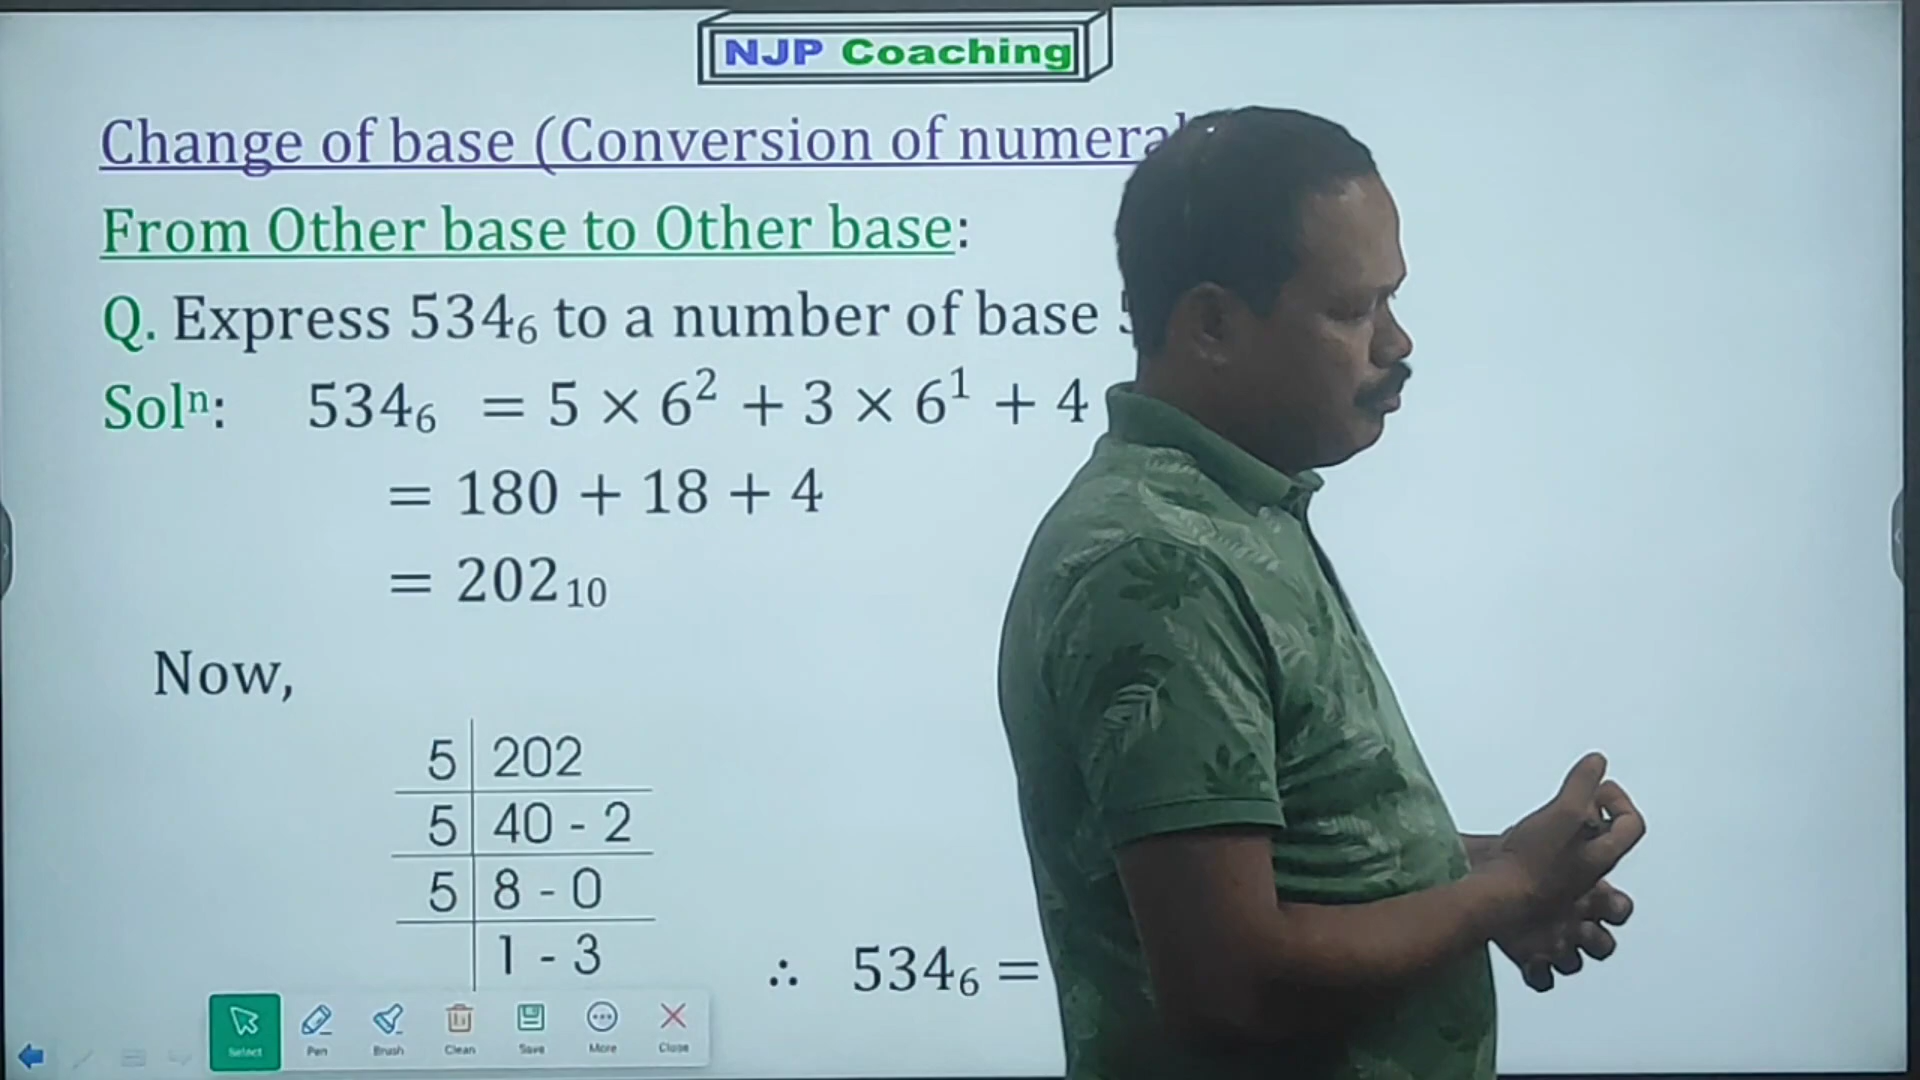 NJP Coaching
Change of base (Conversion of
From Other base to Other base:
Q. Express 534₆ to a number of base
Solⁿ: 534₆ = 5 × 6² + 3 × 6¹ + 4
= 180 + 18 + 4
= 202₁₀
Now,
5 | 202
5 | 40 - 2
5 | 8 - 0
1 - 3
∴ 534₆ =
Select Pen Brush Clean Save More Close